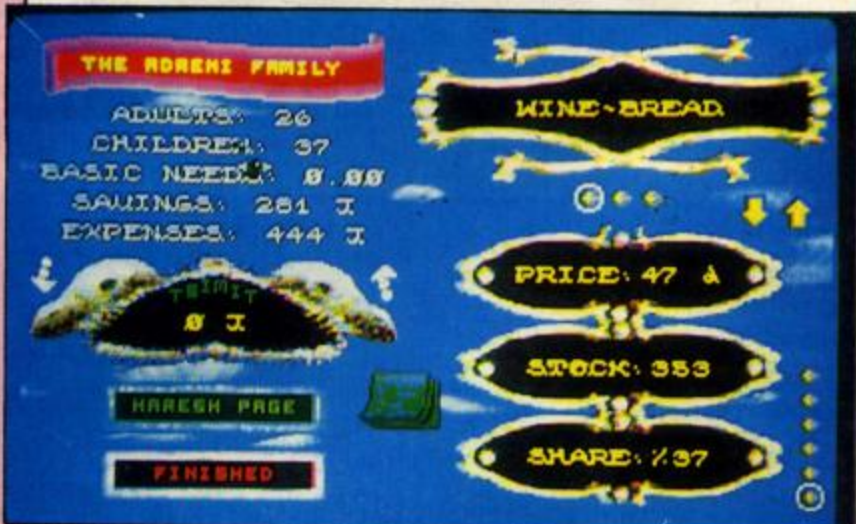 THE ADREMI FAMILY
ADULTS: 26
CHILDREN: 37
BASIC NEEDS: 0.00
SAVINGS: 281 J
EXPENSES: 444 J
0 J
HARESH PAGE
FINISHED
WINE-BREAD
PRICE: 47
STOCK: 353
SHARE: %37